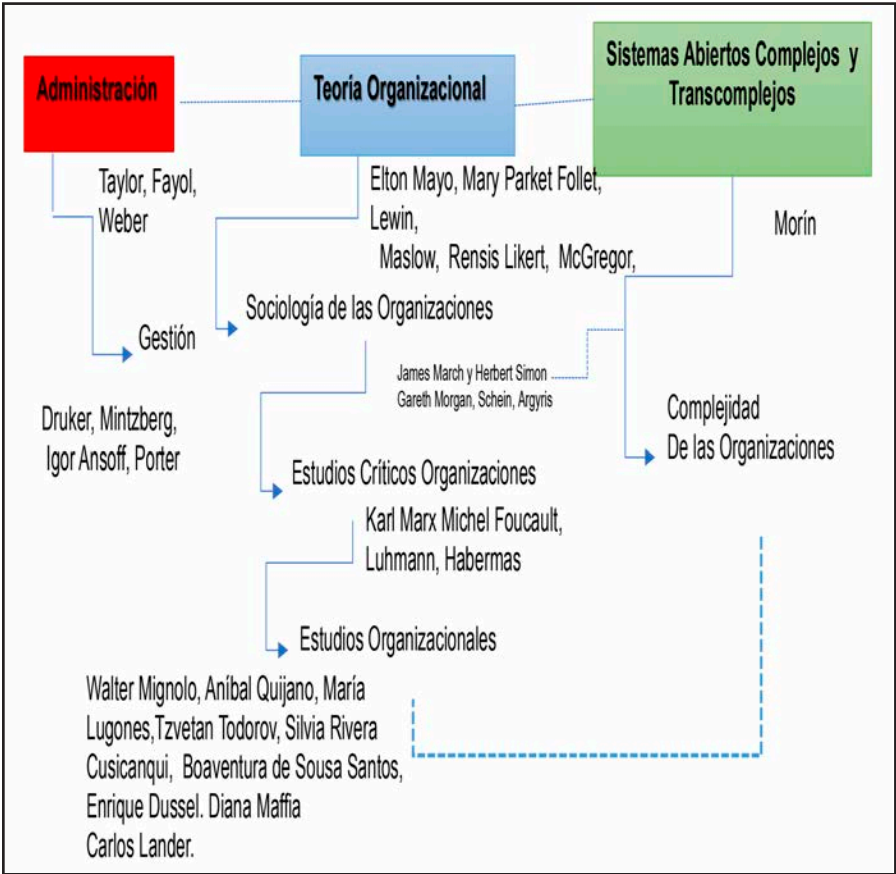 Administración
Teoría Organizacional
Sistemas Abiertos Complejos y
Transcomplejos
Taylor, Fayol,
Weber
Elton Mayo, Mary Parket Follet,
Lewin,
Maslow, Rensis Likert, McGregor,
Morín
Gestión
Sociología de las Organizaciones
James March y Herbert Simon
Gareth Morgan, Schein, Argyris
Druker, Mintzberg,
Igor Ansoff, Porter
Complejidad
De las Organizaciones
Estudios Críticos Organizaciones
Karl Marx Michel Foucault,
Luhmann, Habermas
Estudios Organizacionales
Walter Mignolo, Aníbal Quijano, María
Lugones,Tzvetan Todorov, Silvia Rivera
Cusicanqui, Boaventura de Sousa Santos,
Enrique Dussel. Diana Maffia
Carlos Lander.